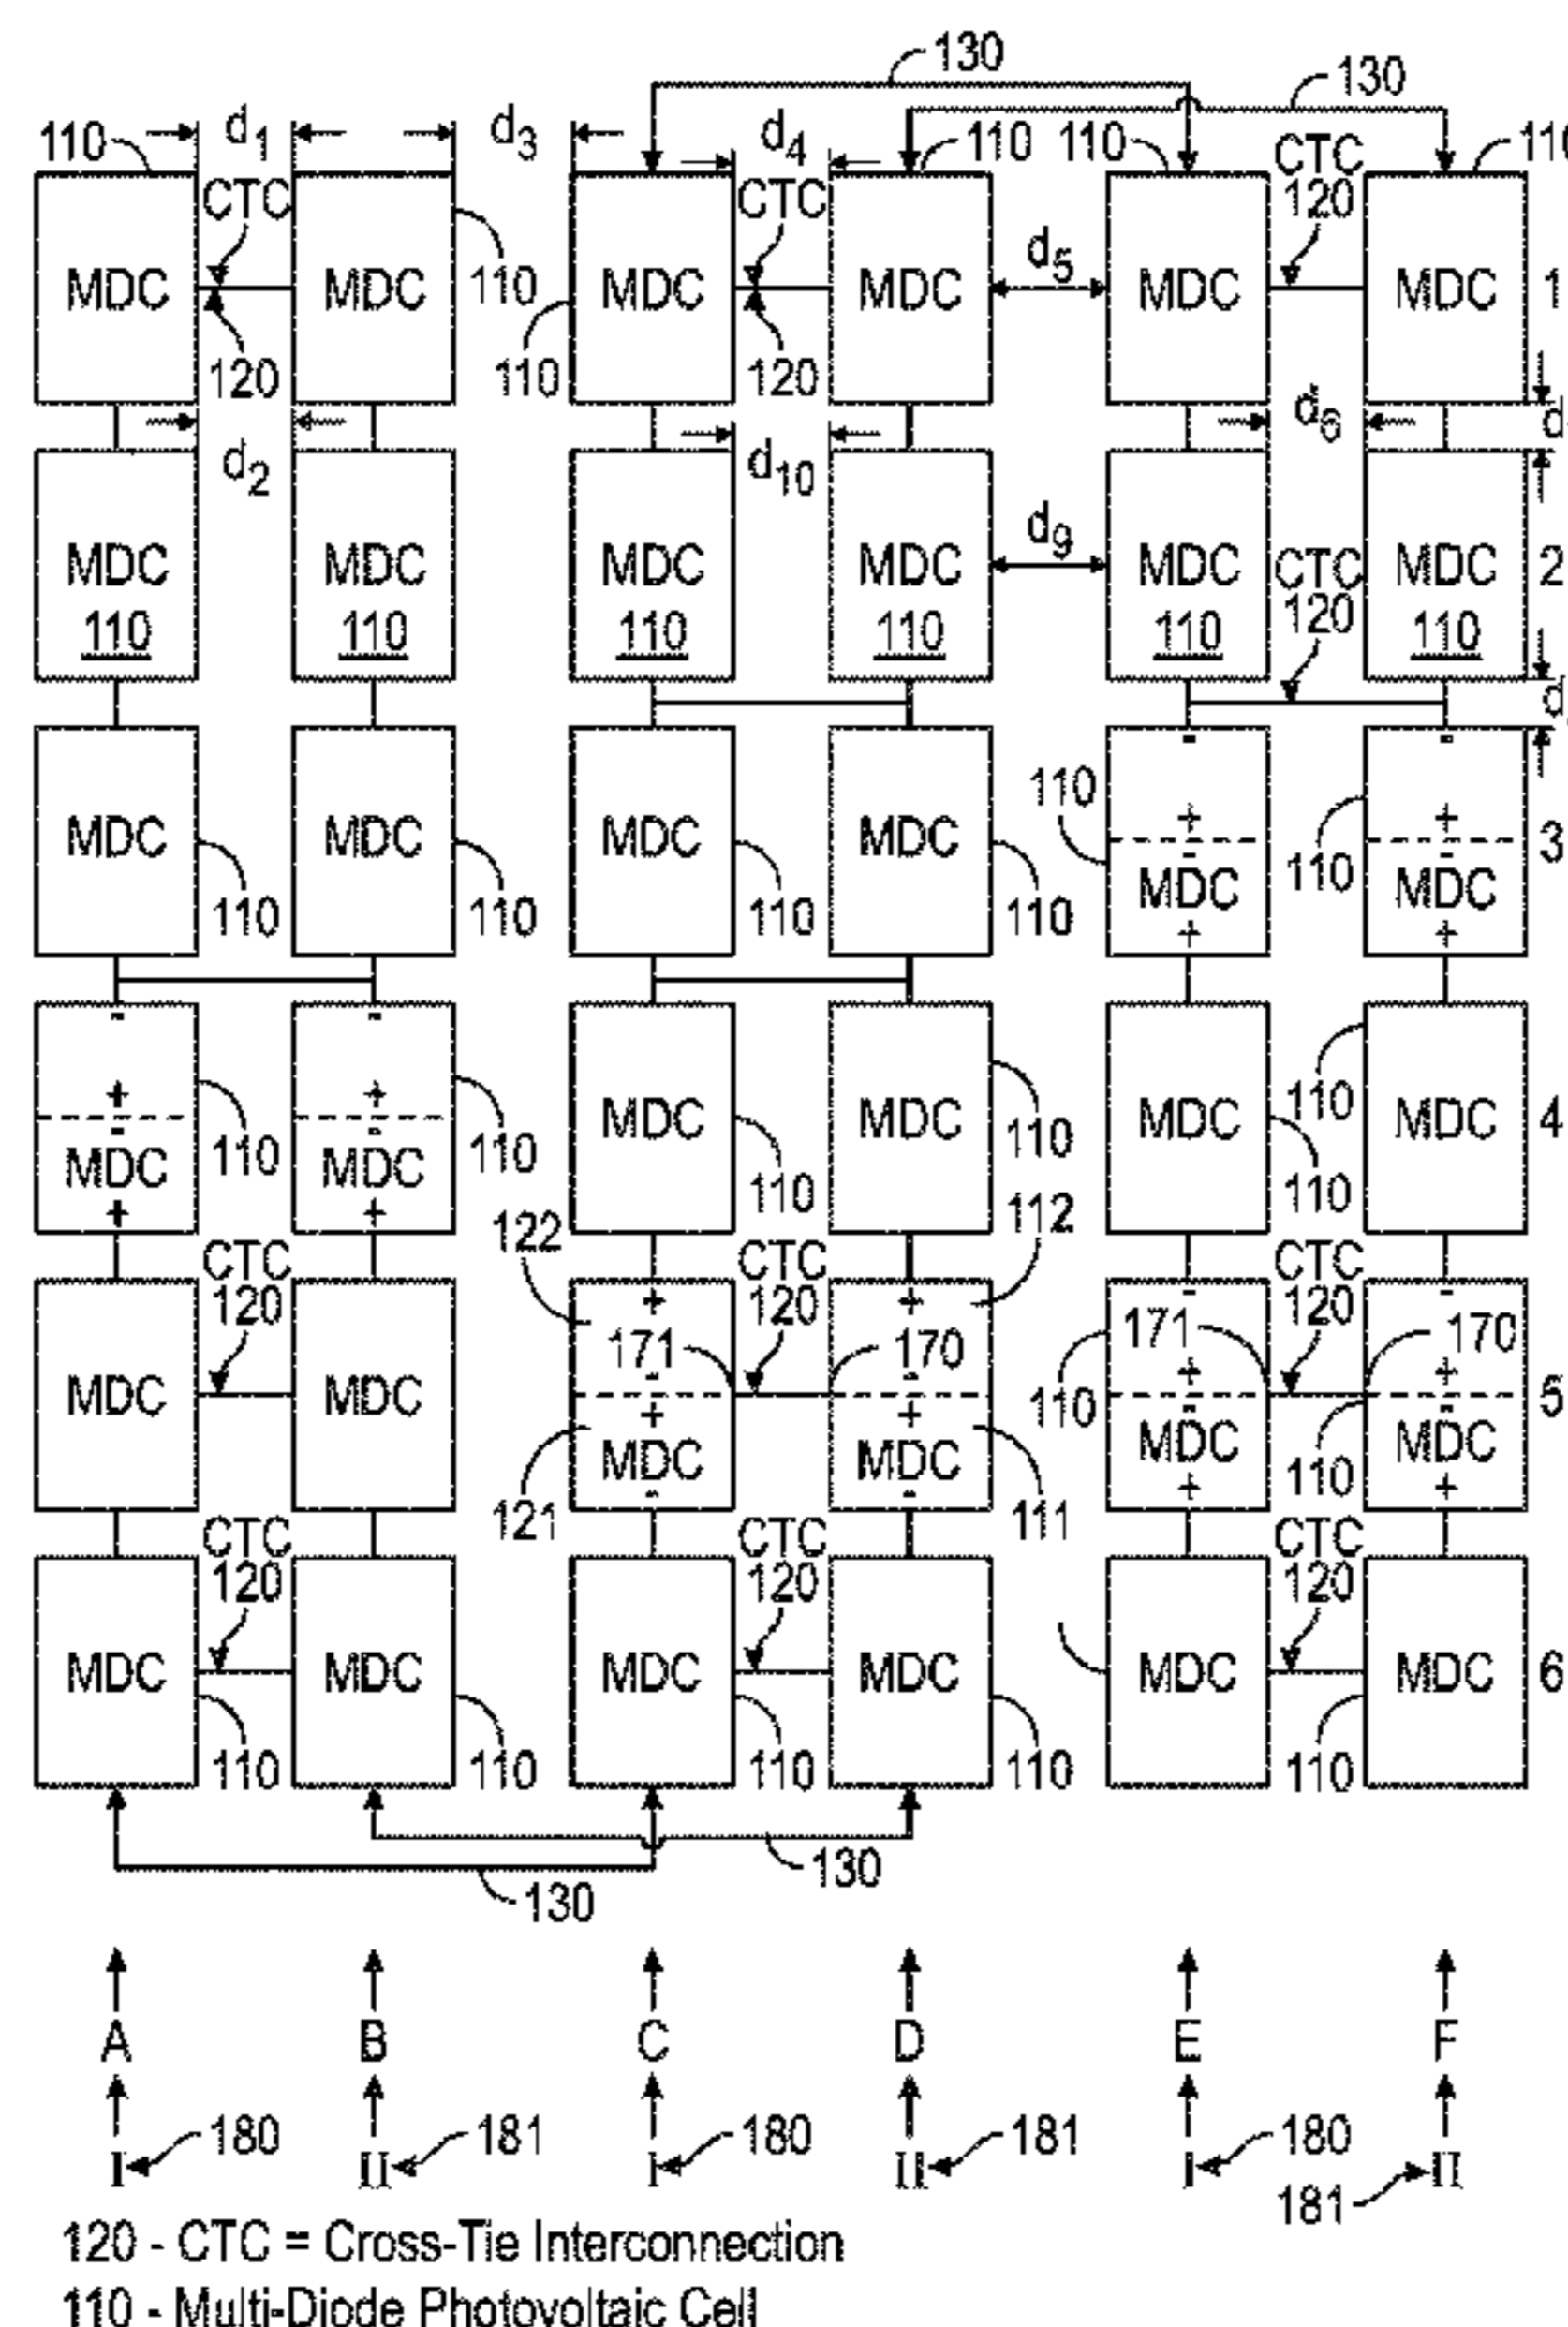 130
130
110 d1 d3 d4 110 110 CTC 110
CTC CTC 120
MDC MDC 110 MDC MDC d5 MDC MDC 1
120 110 120
d2 d10 d6 d
MDC MDC MDC MDC d9 MDC CTC MDC 2
110 110 110 110 110 120 110
d
- -
110 + + 
MDC MDC MDC MDC - 110 - 3
110 110 110 110 MDC MDC
+ +
- -
+ + 110
- 110 - 110 MDC MDC 110 MDC MDC 4
MDC MDC 110 110
+ +
122 112
CTC CTC CTC
120 + 120 + - 120 -
171 170 171 170
MDC MDC - - 110 + + 5
+ + - 110 -
MDC MDC MDC MDC
121 - - 111 + +
CTC CTC CTC
120 120 120
MDC MDC MDC MDC MDC MDC 6
110 110 110 110 110
130
130
A B C D E F
I 180 II 181 I 180 II 181 I 180 II
181
120 - CTC = Cross-Tie Interconnection
110 - Multi-Diode Photovoltaic Cell